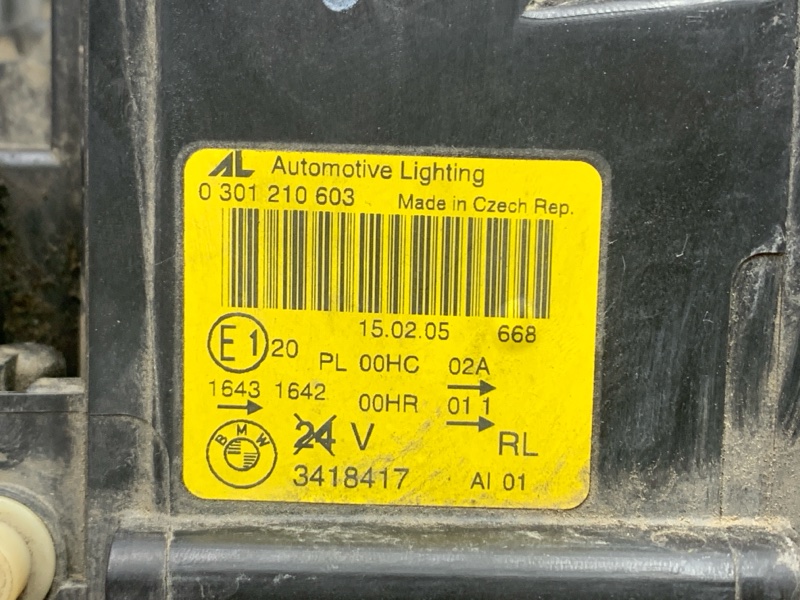 AL Automotive Lighting
0 301 210 603 Made in Czech Rep.
15.02.05 668
E1 20 PL 00HC 02A
1643 1642 00HR 01 1
BMW 24 V RL
3418417 AI 01